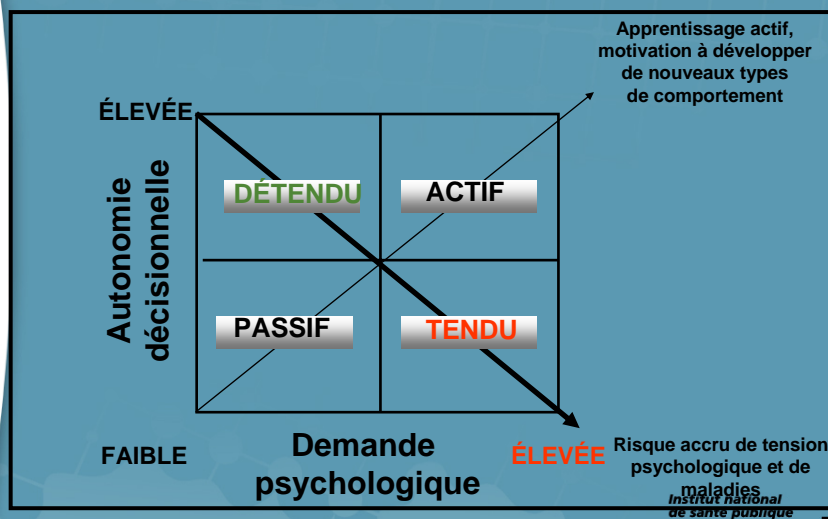 Apprentissage actif,
motivation à développer
de nouveaux types
de comportement
ÉLEVÉE
Autonomie
décisionnelle
DÉTENDU
ACTIF
PASSIF
TENDU
FAIBLE
Demande
psychologique
ÉLEVÉE
Risque accru de tension
psychologique et de
maladies
Institut national
de santé publique